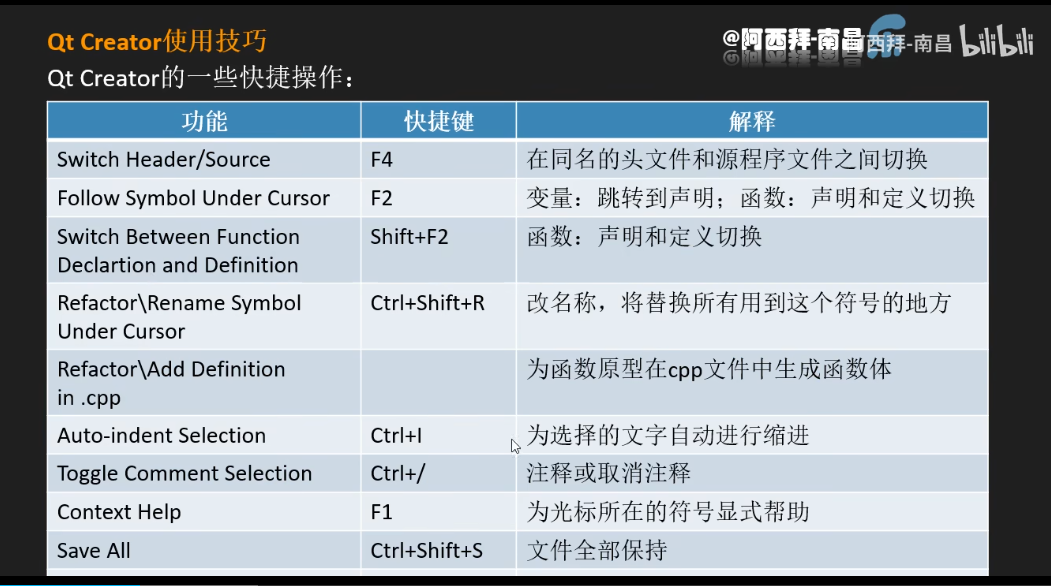 Qt Creator使用技巧
@阿西拜-南昌
西拜-南昌 bilibili
Qt Creator的一些快捷操作：
功能 快捷键 解释
Switch Header/Source F4 在同名的头文件和源程序文件之间切换
Follow Symbol Under Cursor F2 变量：跳转到声明；函数：声明和定义切换
Switch Between Function Shift+F2 函数：声明和定义切换
Declartion and Definition
Refactor\Rename Symbol Ctrl+Shift+R 改名称，将替换所有用到这个符号的地方
Under Cursor
Refactor\Add Definition 为函数原型在cpp文件中生成函数体
in .cpp
Auto-indent Selection Ctrl+I 为选择的文字自动进行缩进
Toggle Comment Selection Ctrl+/ 注释或取消注释
Context Help F1 为光标所在的符号显式帮助
Save All Ctrl+Shift+S 文件全部保持